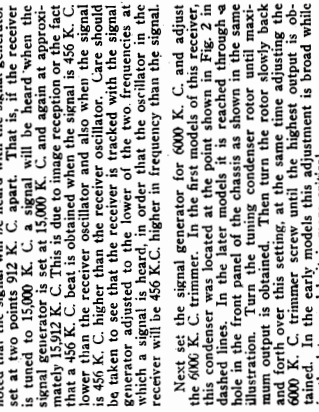 set at two points 912 K. C. apart. That is, if the receiver
is tuned to 15,000 K. C. a signal will be heard when the
signal generator is set at 15,000 K. C. and again at approxi-
mately 15,912 K. C. This is due to image reception or the fact
that a 456 K. C. beat is obtained when the signal is 456 K. C.
lower than the receiver oscillator and also when the signal
is 456 K. C. higher than the receiver oscillator. Care should
be taken to see that the receiver is tracked with the signal
generator adjusted to the lower of the two frequencies at
which a signal is heard, in order that the oscillator in the
receiver will be 456 K.C. higher in frequency than the signal.
Next set the signal generator for 6000 K. C. and adjust
the 6000 K. C. trimmer. In the first models of this receiver,
this condenser was located at the point shown in Fig. 2 in
dashed lines. In the later models it is reached through a
hole in the front panel of the chassis as shown in the same
illustration. Turn the tuning condenser rotor until maxi-
mum output is obtained. Then turn the rotor slowly back
and forth over this setting, at the same time adjusting the
6000 K. C. trimmer screw until the highest output is ob-
tained. In the early models this adjustment is broad while